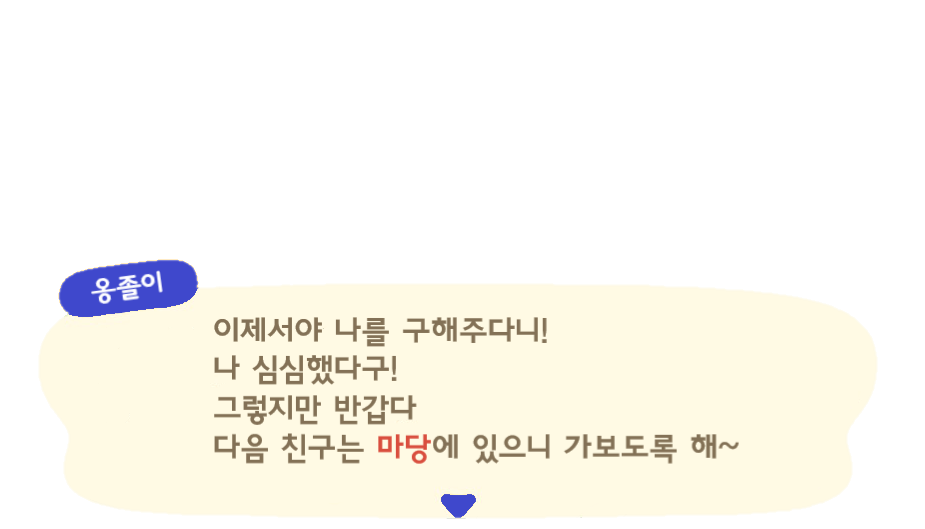 옹졸이
이제서야 나를 구해주다니!
나 심심했다구!
그렇지만 반갑다
다음 친구는 마당에 있으니 가보도록 해~